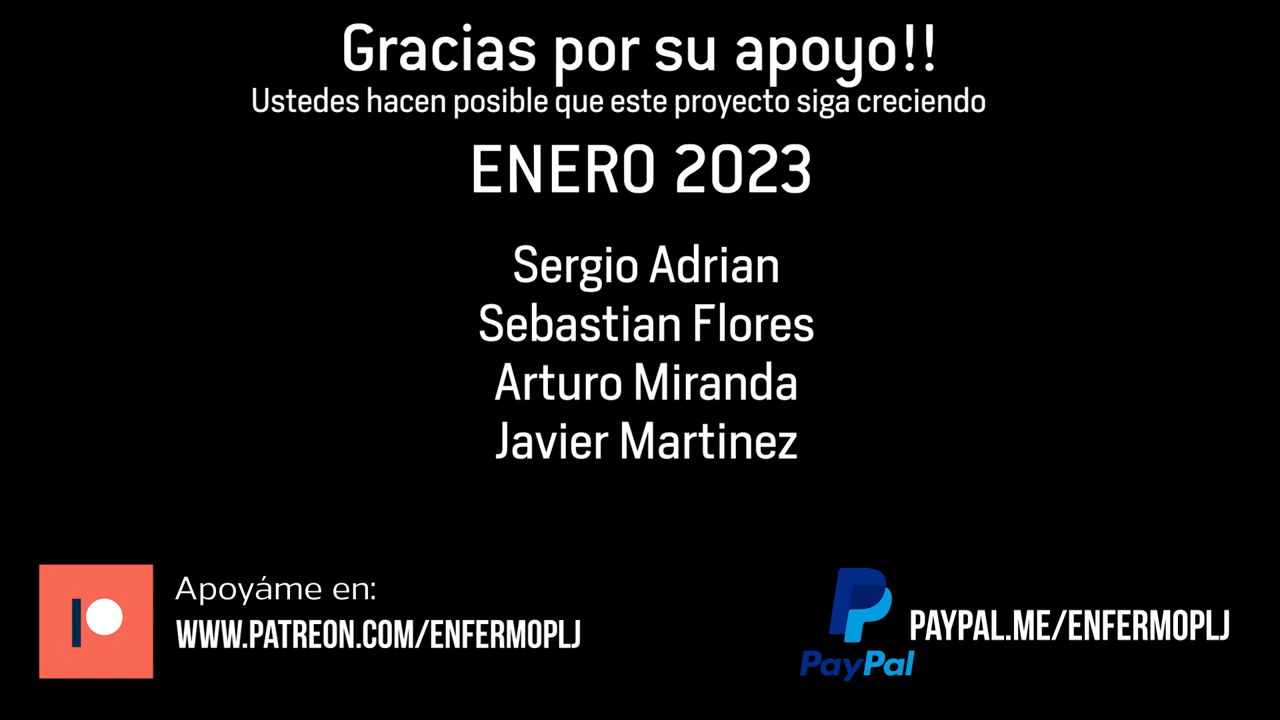 Gracias por su apoyo!!
Ustedes hacen posible que este proyecto siga creciendo
ENERO 2023
Sergio Adrian
Sebastian Flores
Arturo Miranda
Javier Martinez
Apoyáme en:
WWW.PATREON.COM/ENFERMOPLJ
PayPal
PAYPAL.ME/ENFERMOPLJ